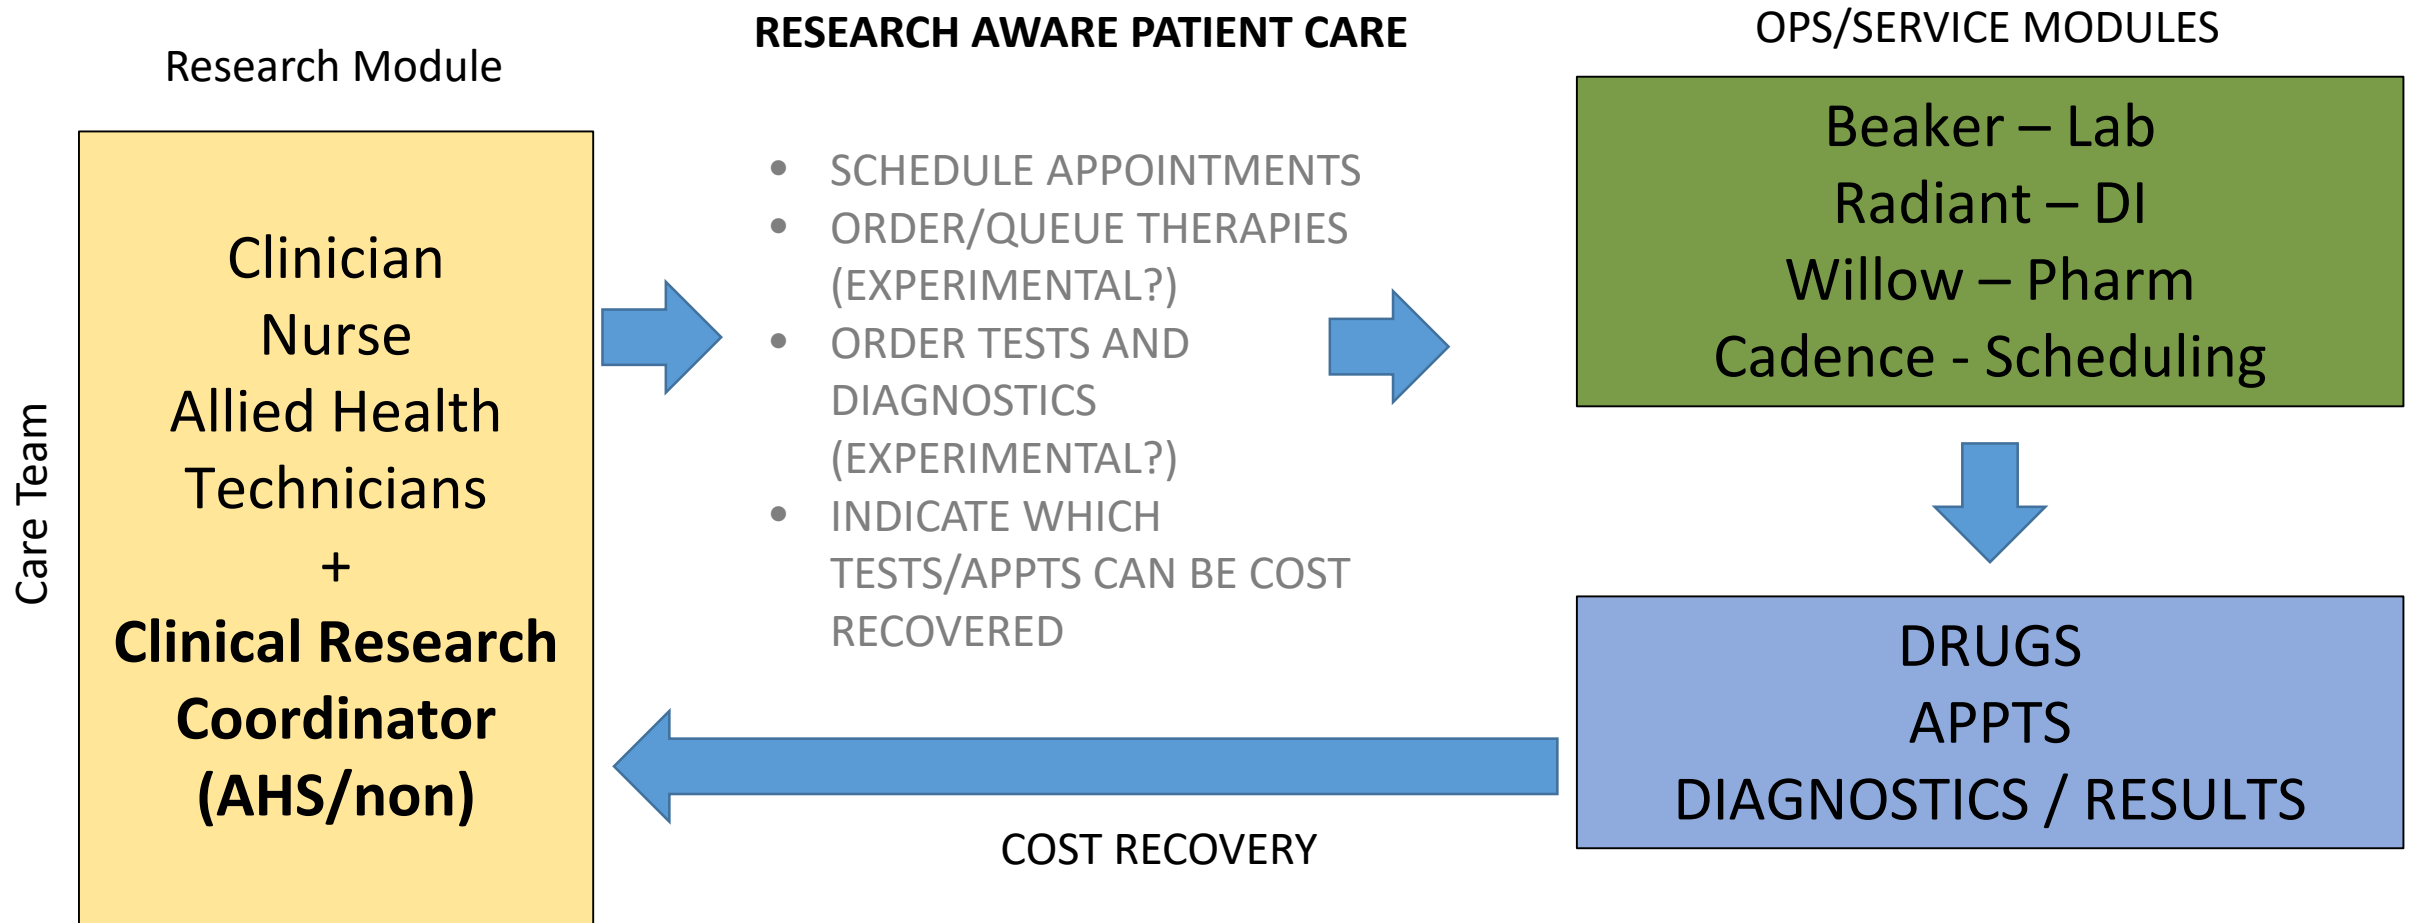 RESEARCH AWARE PATIENT CARE
Research Module
Care Team
Clinician
Nurse
Allied Health
Technicians
+
Clinical Research
Coordinator
(AHS/non)
• SCHEDULE APPOINTMENTS
• ORDER/QUEUE THERAPIES
(EXPERIMENTAL?)
• ORDER TESTS AND
DIAGNOSTICS
(EXPERIMENTAL?)
• INDICATE WHICH
TESTS/APPTS CAN BE COST
RECOVERED
OPS/SERVICE MODULES
Beaker – Lab
Radiant – DI
Willow – Pharm
Cadence - Scheduling
DRUGS
APPTS
DIAGNOSTICS / RESULTS
COST RECOVERY